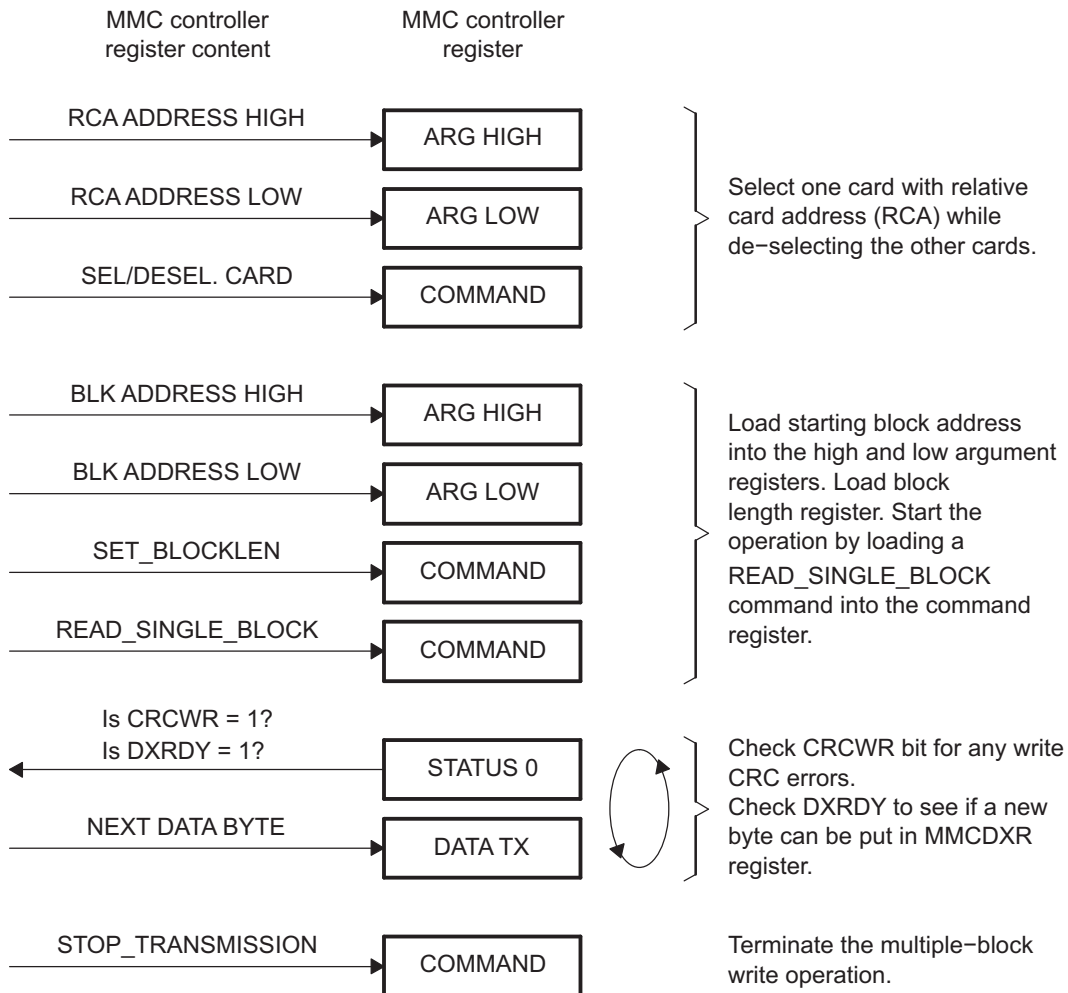 MMC controller
register content
MMC controller
register
RCA ADDRESS HIGH
ARG HIGH
RCA ADDRESS LOW
ARG LOW
SEL/DESEL. CARD
COMMAND
Select one card with relative
card address (RCA) while
de−selecting the other cards.
BLK ADDRESS HIGH
ARG HIGH
BLK ADDRESS LOW
ARG LOW
SET_BLOCKLEN
COMMAND
READ_SINGLE_BLOCK
COMMAND
Load starting block address
into the high and low argument
registers. Load block
length register. Start the
operation by loading a
READ_SINGLE_BLOCK
command into the command
register.
Is CRCWR = 1?
Is DXRDY = 1?
STATUS 0
NEXT DATA BYTE
DATA TX
Check CRCWR bit for any write
CRC errors.
Check DXRDY to see if a new
byte can be put in MMCDXR
register.
STOP_TRANSMISSION
COMMAND
Terminate the multiple−block
write operation.